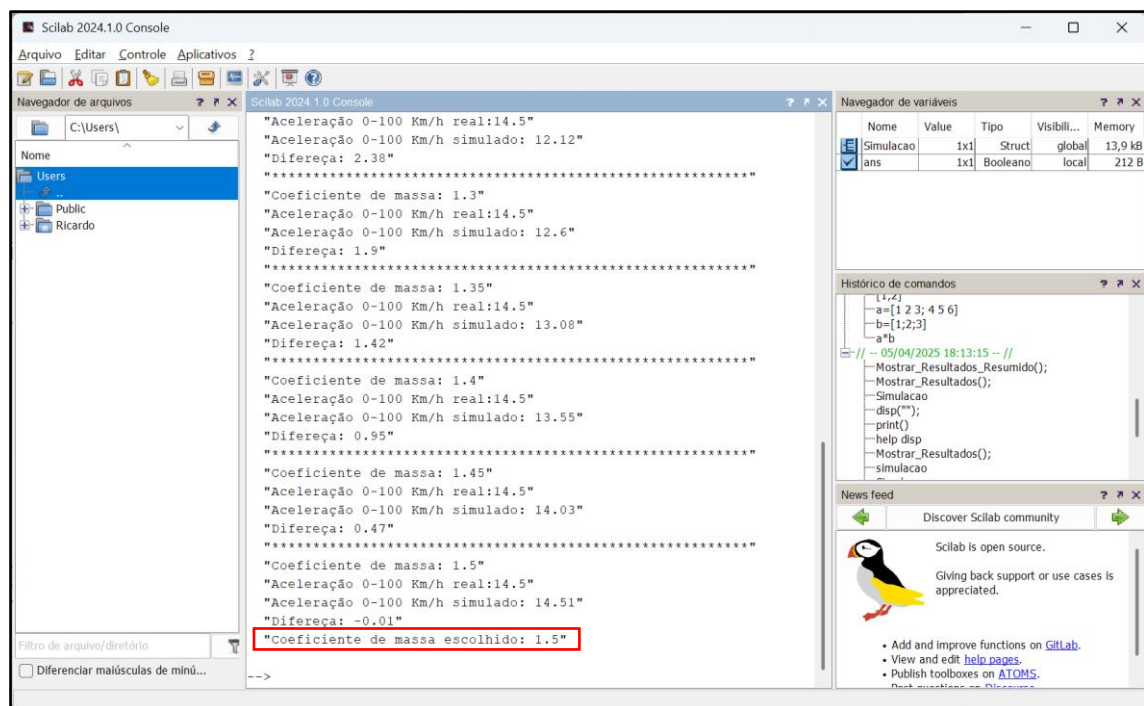 Scilab 2024.1.0 Console
Arquivo Editar Controle Aplicativos ?
Navegador de arquivos ? X
C:\Users\
Nome
Users
..
Public
Ricardo
Filtro de arquivo/diretório
Diferenciar maiúsculas de minú...
Scilab 2024.1.0 Console ? X
"Aceleração 0-100 Km/h real:14.5"
"Aceleração 0-100 Km/h simulado: 12.12"
"Difereça: 2.38"
"**********************************************************"
"Coeficiente de massa: 1.3"
"Aceleração 0-100 Km/h real:14.5"
"Aceleração 0-100 Km/h simulado: 12.6"
"Difereça: 1.9"
"**********************************************************"
"Coeficiente de massa: 1.35"
"Aceleração 0-100 Km/h real:14.5"
"Aceleração 0-100 Km/h simulado: 13.08"
"Difereça: 1.42"
"**********************************************************"
"Coeficiente de massa: 1.4"
"Aceleração 0-100 Km/h real:14.5"
"Aceleração 0-100 Km/h simulado: 13.55"
"Difereça: 0.95"
"**********************************************************"
"Coeficiente de massa: 1.45"
"Aceleração 0-100 Km/h real:14.5"
"Aceleração 0-100 Km/h simulado: 14.03"
"Difereça: 0.47"
"**********************************************************"
"Coeficiente de massa: 1.5"
"Aceleração 0-100 Km/h real:14.5"
"Aceleração 0-100 Km/h simulado: 14.51"
"Difereça: -0.01"
"Coeficiente de massa escolhido: 1.5"
-->
Navegador de variáveis ? X
Nome Value Tipo Visibili... Memory
Simulacao 1x1 Struct global 13,9 kB
ans 1x1 Booleano local 212 B
Histórico de comandos ? X
[1,2]
a=[1 2 3; 4 5 6]
b=[1;2;3]
a*b
// -- 05/04/2025 18:13:15 -- //
Mostrar_Resultados_Resumido();
Mostrar_Resultados();
Simulacao
disp("");
print()
help disp
Mostrar_Resultados();
simulacao
News feed ? X
Discover Scilab community
Scilab is open source.
Giving back support or use cases is
appreciated.
• Add and improve functions on GitLab.
• View and edit help pages.
• Publish toolboxes on ATOMS.